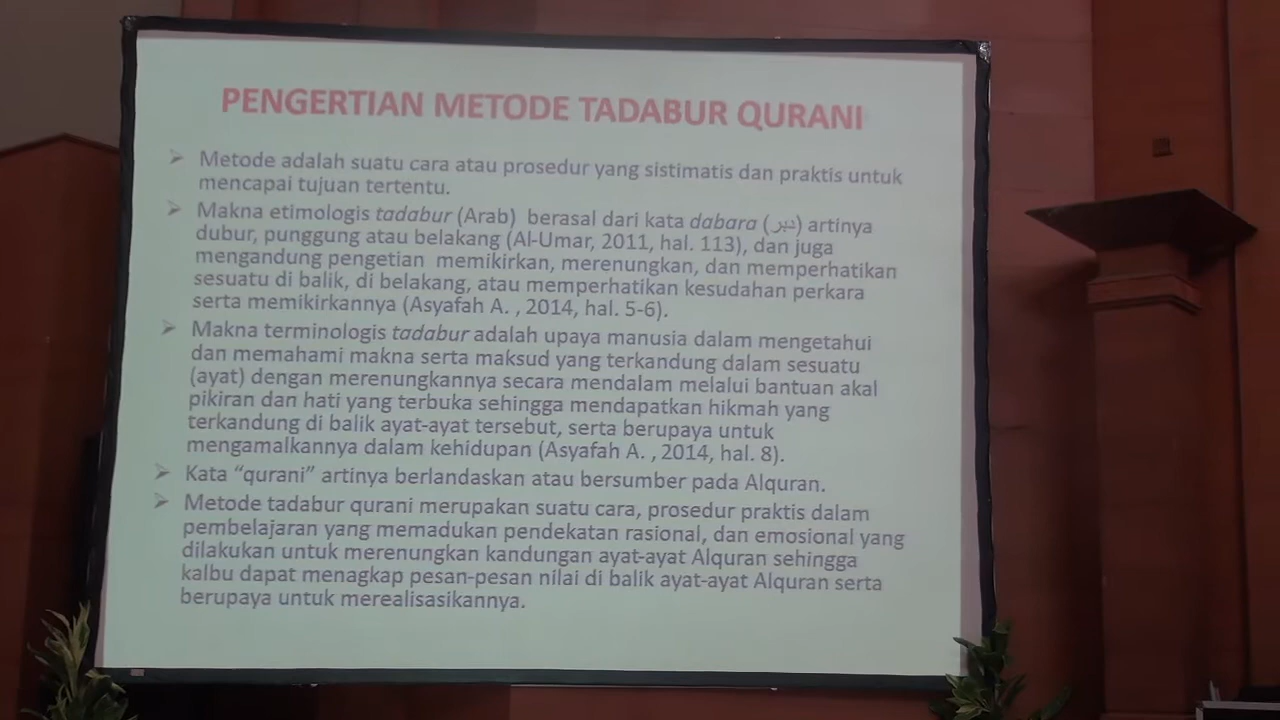 PENGERTIAN METODE TADABUR QURANI
➢ Metode adalah suatu cara atau prosedur yang sistimatis dan praktis untuk
mencapai tujuan tertentu.
➢ Makna etimologis tadabur (Arab) berasal dari kata dabara (دبر) artinya
dubur, punggung atau belakang (Al-Umar, 2011, hal. 113), dan juga
mengandung pengetian memikirkan, merenungkan, dan memperhatikan
sesuatu di balik, di belakang, atau memperhatikan kesudahan perkara
serta memikirkannya (Asyafah A. , 2014, hal. 5-6).
➢ Makna terminologis tadabur adalah upaya manusia dalam mengetahui
dan memahami makna serta maksud yang terkandung dalam sesuatu
(ayat) dengan merenungkannya secara mendalam melalui bantuan akal
pikiran dan hati yang terbuka sehingga mendapatkan hikmah yang
terkandung di balik ayat-ayat tersebut, serta berupaya untuk
mengamalkannya dalam kehidupan (Asyafah A. , 2014, hal. 8).
➢ Kata “qurani” artinya berlandaskan atau bersumber pada Alquran.
➢ Metode tadabur qurani merupakan suatu cara, prosedur praktis dalam
pembelajaran yang memadukan pendekatan rasional, dan emosional yang
dilakukan untuk merenungkan kandungan ayat-ayat Alquran sehingga
kalbu dapat menagkap pesan-pesan nilai di balik ayat-ayat Alquran serta
berupaya untuk merealisasikannya.